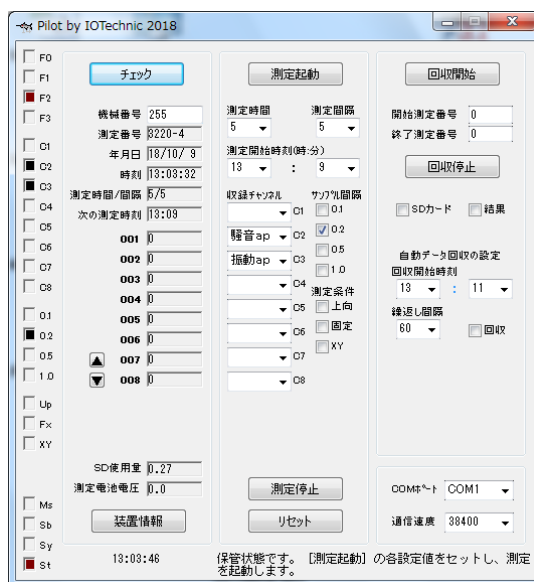 Pilot by IOTechnic 2018
F0
F1
F2
F3
C1
C2
C3
C4
C5
C6
C7
C8
0.1
0.2
0.5
1.0
Up
Fx
XY
Ms
Sb
Sy
St
チェック
機械番号 255
測定番号 3220-4
年月日 18/10/ 9
時刻 13:03:32
測定時間/間隔 5/5
次の測定時刻 13:09
001 0
002 0
003 0
004 0
005 0
006 0
007 0
008 0
SD使用量 0.27
測定電池電圧 0.0
装置情報
13:03:46
測定起動
測定時間 測定間隔
5 5
測定開始時刻(時:分)
13 : 9
収録チャンネル サンプル間隔
C1 0.1
騒音ap C2 0.2
振動ap C3 0.5
C4 1.0
測定条件
C5 上向
C6 固定
C7 XY
C8
測定停止
リセット
回収開始
開始測定番号 0
終了測定番号 0
回収停止
SDカード 結果
自動データ回収の設定
回収開始時刻
13 : 11
繰返し間隔
60 回収
COMポート COM1
通信速度 38400
保管状態です。 [測定起動] の各設定値をセットし、測定
を起動します。